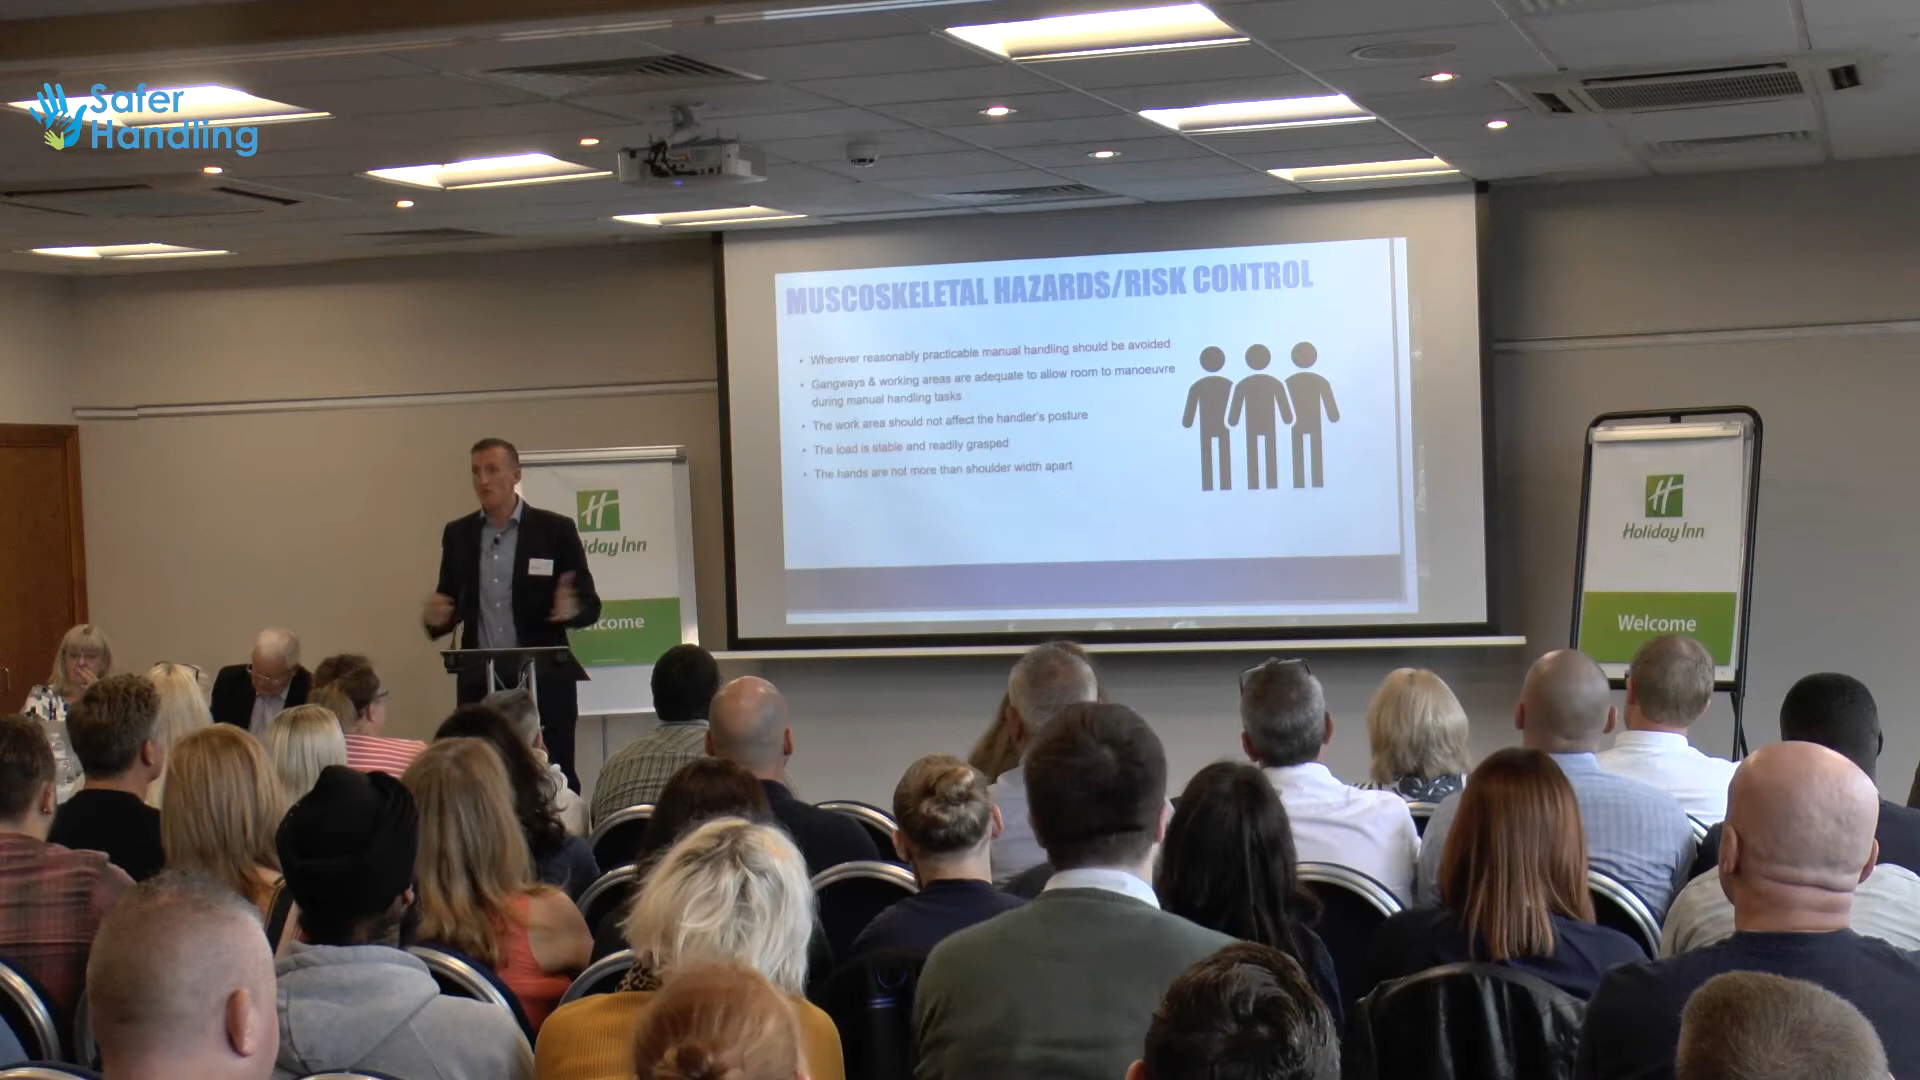 Safer
Handling
MUSCOSKELETAL HAZARDS/RISK CONTROL
• Wherever reasonably practicable manual handling should be avoided
• Gangways & working areas are adequate to allow room to manoeuvre
during manual handling tasks
• The work area should not affect the handler's posture
• The load is stable and readily grasped
• The hands are not more than shoulder width apart
H
iday Inn
lcome
H
Holiday Inn
Welcome